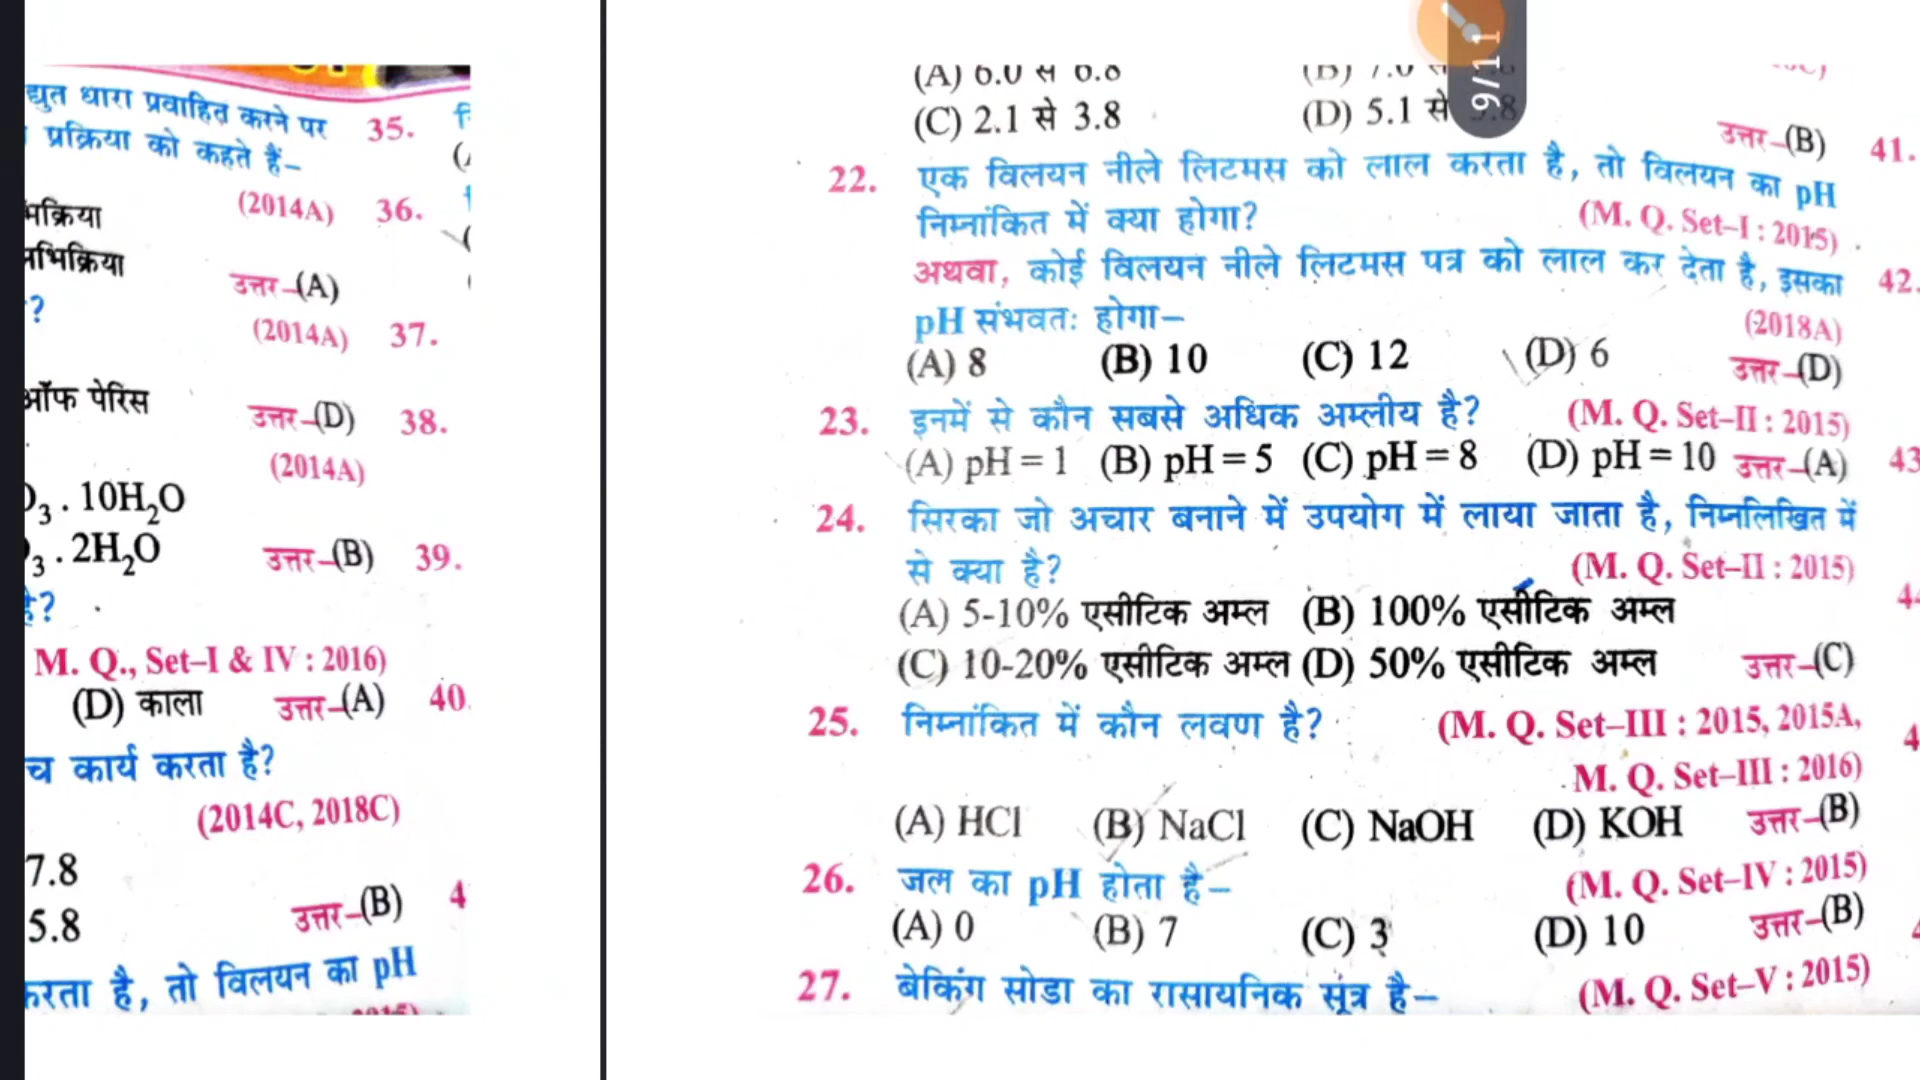 द्युत धारा प्रवाहित करने पर 35.
प्रक्रिया को कहते हैं–
(2014A) 36.
उत्तर–(A)
?
(2014A) 37.
ऑफ पेरिस उत्तर–(D) 38.
(2014A)
3 . 10H₂O
3 . 2H₂O उत्तर–(B) 39.
है?
M. Q., Set–I & IV : 2016)
(D) काला उत्तर–(A) 40.
च कार्य करता है?
(2014C, 2018C)
7.8
5.8 उत्तर–(B) 4
करता है, तो विलयन का pH
9/11
(A) 6.0 से 6.8
(C) 2.1 से 3.8 (D) 5.1 से
उत्तर–(B) 41.
22. एक विलयन नीले लिटमस को लाल करता है, तो विलयन का pH
निम्नांकित में क्या होगा? (M. Q. Set–I : 2015)
अथवा, कोई विलयन नीले लिटमस पत्र को लाल कर देता है, इसका 42.
pH संभवतः होगा– (2018A)
(A) 8 (B) 10 (C) 12 (D) 6 उत्तर–(D)
23. इनमें से कौन सबसे अधिक अम्लीय है? (M. Q. Set–II : 2015)
(A) pH = 1 (B) pH = 5 (C) pH = 8 (D) pH = 10 उत्तर–(A) 43
24. सिरका जो अचार बनाने में उपयोग में लाया जाता है, निम्नलिखित में
से क्या है? (M. Q. Set–II : 2015)
(A) 5-10% एसीटिक अम्ल (B) 100% एसीटिक अम्ल
(C) 10-20% एसीटिक अम्ल (D) 50% एसीटिक अम्ल उत्तर–(C)
25. निम्नांकित में कौन लवण है? (M. Q. Set–III : 2015, 2015A,
M. Q. Set–III : 2016)
(A) HCl (B) NaCl (C) NaOH (D) KOH उत्तर–(B)
26. जल का pH होता है– (M. Q. Set–IV : 2015)
(A) 0 (B) 7 (C) 3 (D) 10 उत्तर–(B)
27. बेकिंग सोडा का रासायनिक सूत्र है– (M. Q. Set–V : 2015)